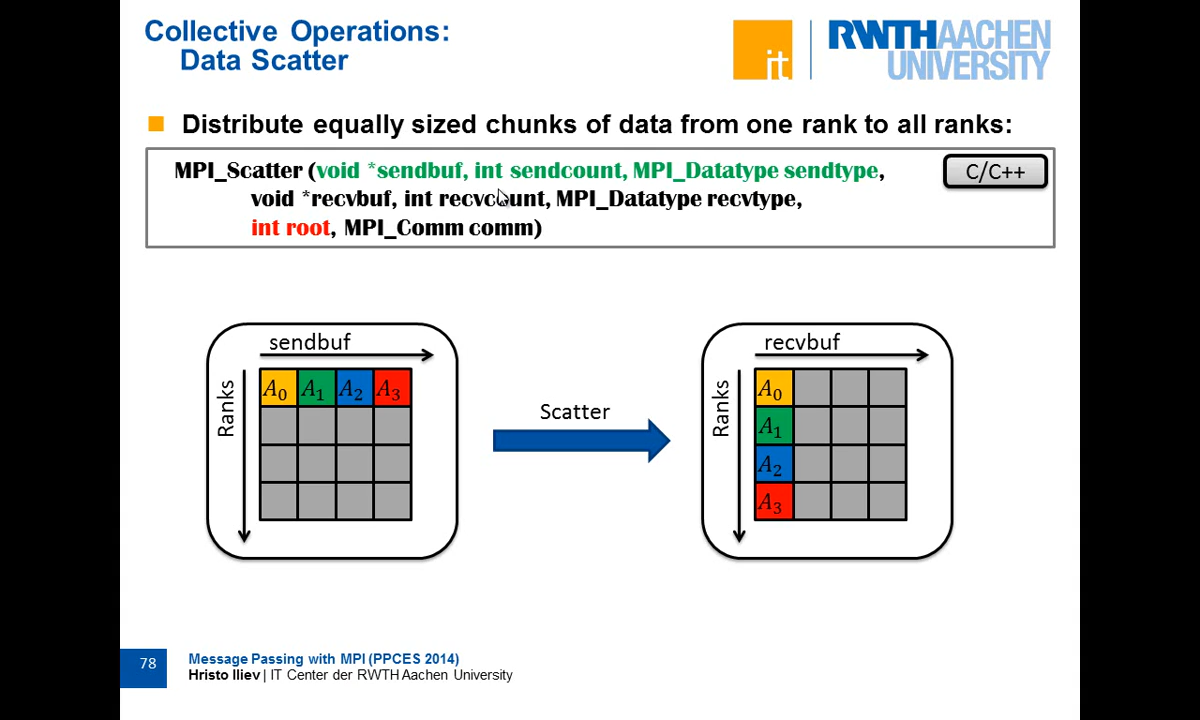 Collective Operations:
Data Scatter
it
RWTHAACHEN
UNIVERSITY
Distribute equally sized chunks of data from one rank to all ranks:
MPI_Scatter (void *sendbuf, int sendcount, MPI_Datatype sendtype,
void *recvbuf, int recvcount, MPI_Datatype recvtype,
int root, MPI_Comm comm)
C/C++
sendbuf
Ranks
A₀ A₁ A₂ A₃
Scatter
recvbuf
Ranks
A₀
A₁
A₂
A₃
78
Message Passing with MPI (PPCES 2014)
Hristo Iliev | IT Center der RWTH Aachen University